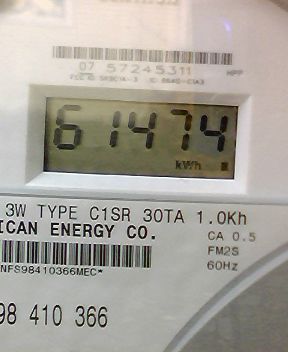 07 57245311 HPP
61474
kWh
3W TYPE C1SR 30TA 1.0Kh
ICAN ENERGY CO.
CA 0.5
FM2S
60Hz
NFS98410366MEC*
98 410 366